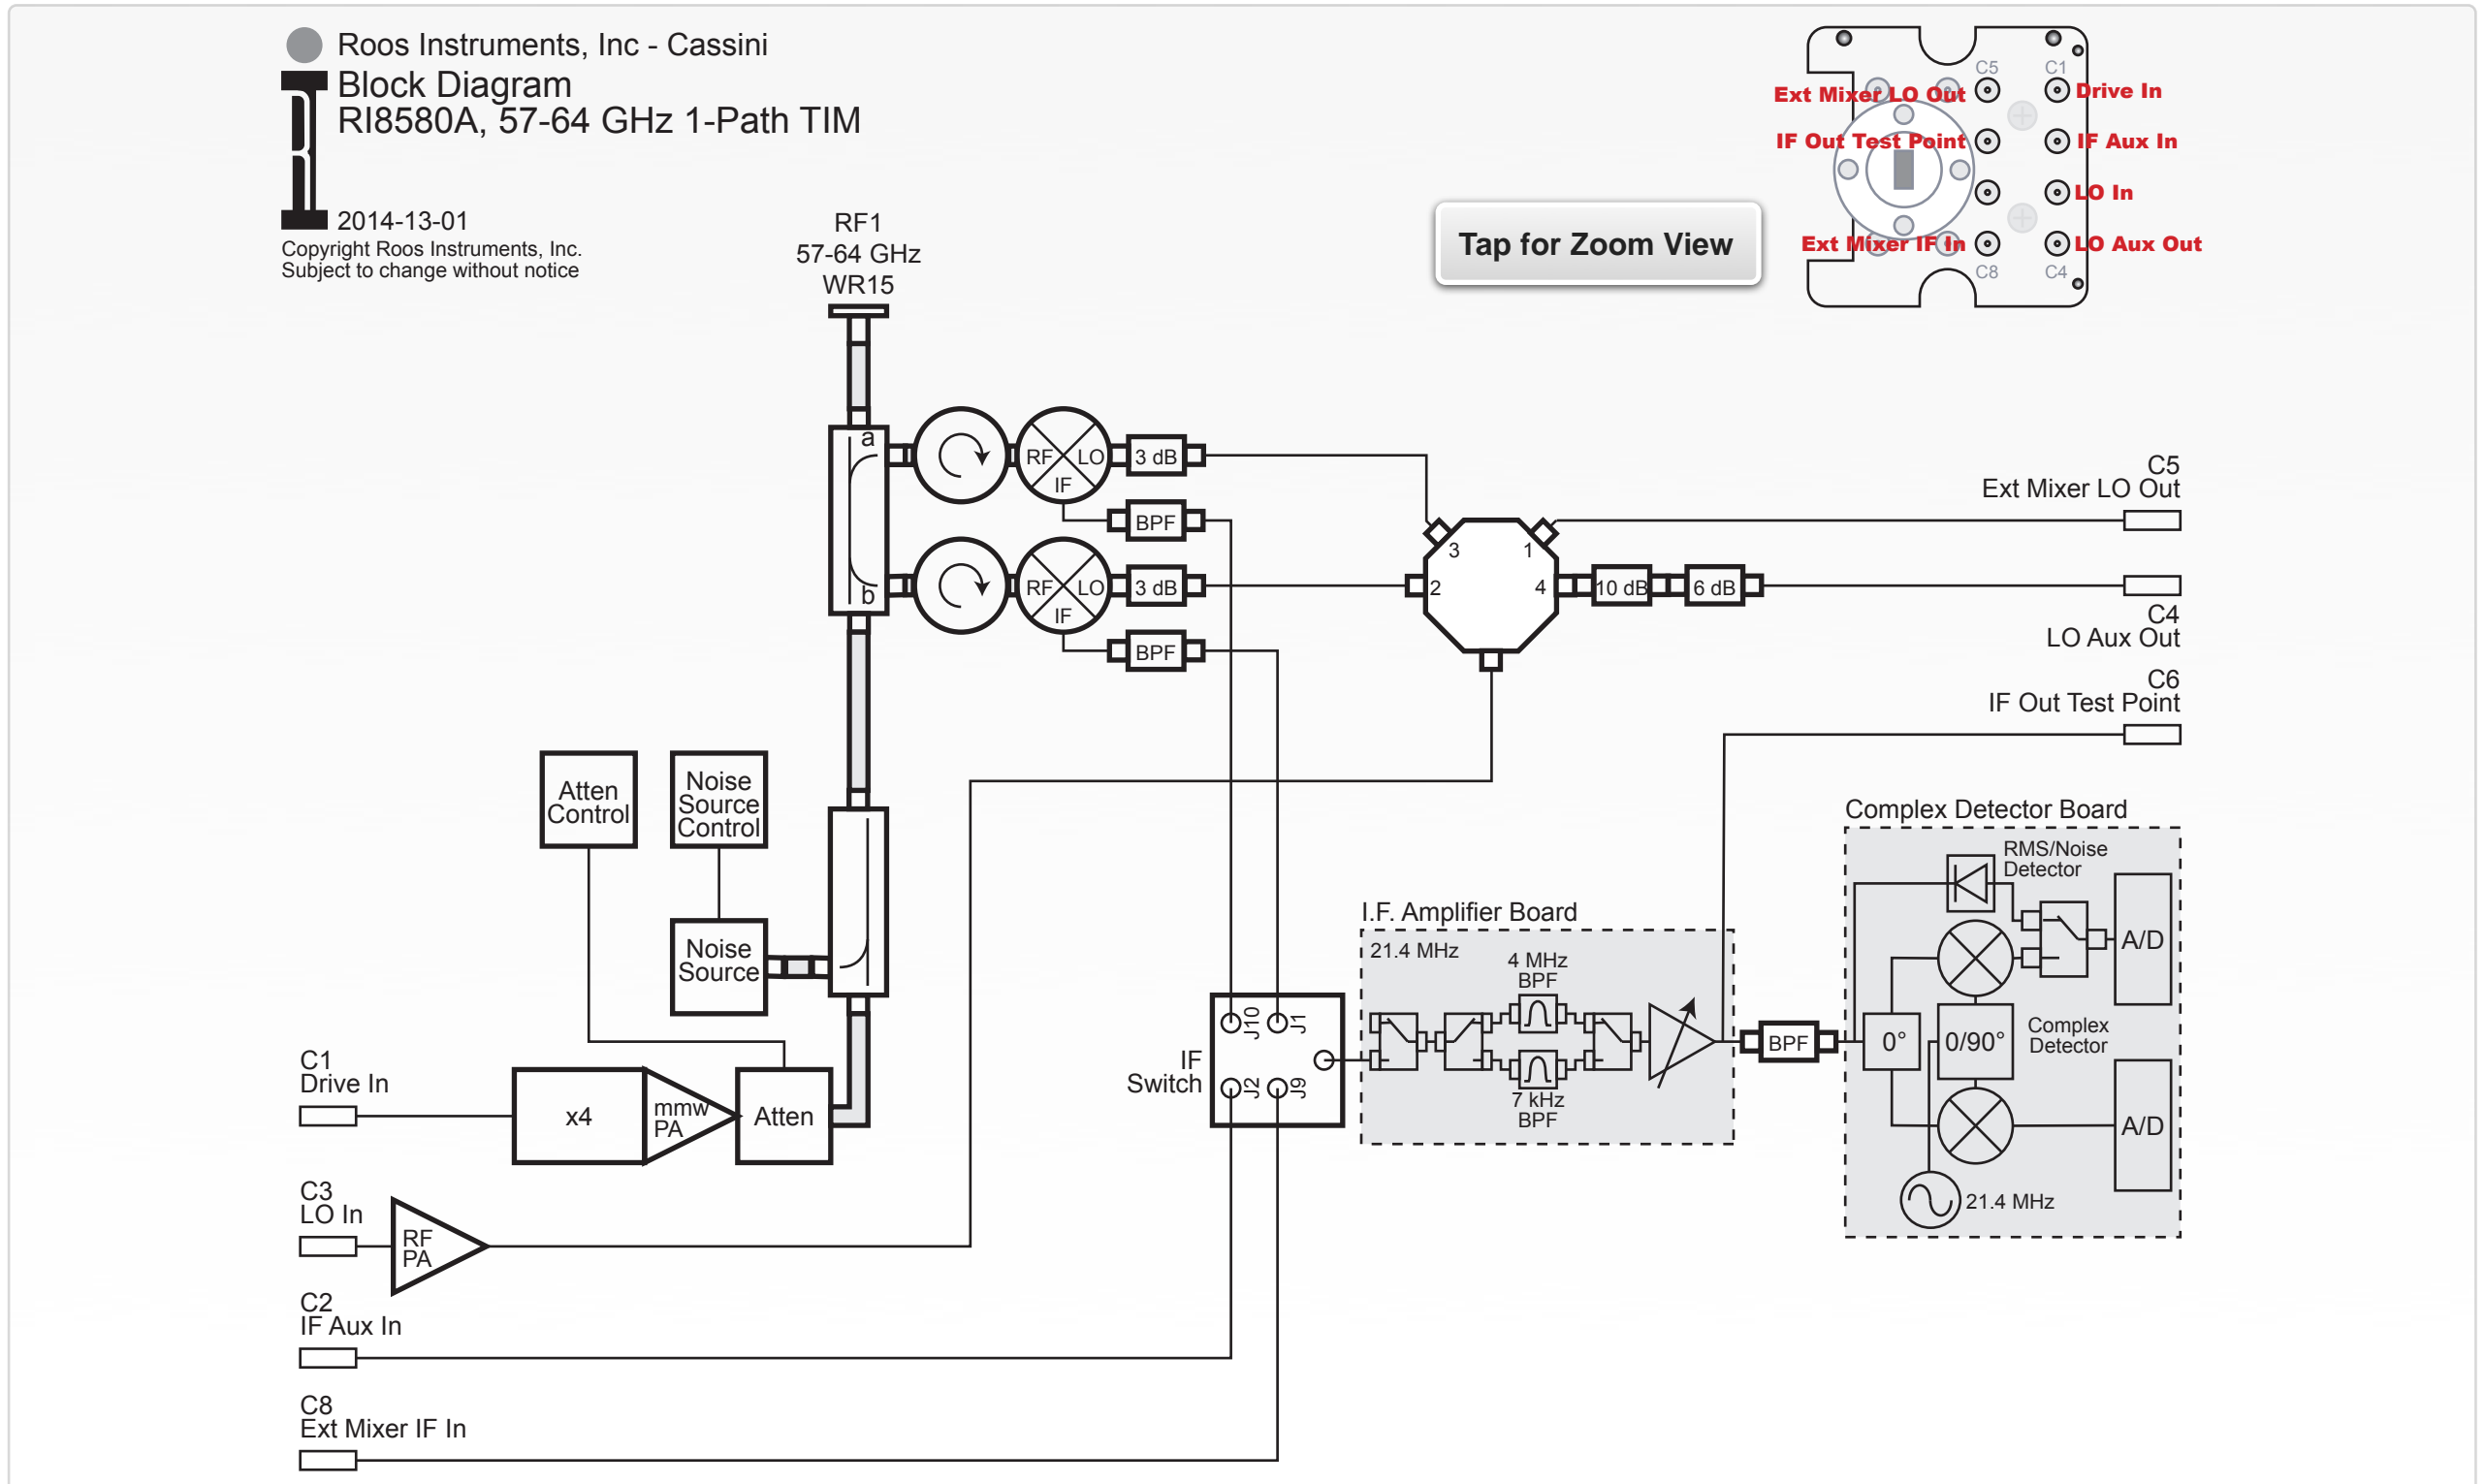 Roos Instruments, Inc - Cassini
Block Diagram
RI8580A, 57-64 GHz 1-Path TIM
2014-13-01
Copyright Roos Instruments, Inc.
Subject to change without notice
C5
C1
Ext Mixer LO Out
Drive In
IF Out Test Point
IF Aux In
LO In
Ext Mixer IF In
LO Aux Out
C8
C4
Tap for Zoom View
RF1
57-64 GHz
WR15
a
RF
LO
IF
3 dB
BPF
b
RF
LO
IF
3 dB
BPF
3
1
2
4
10 dB
6 dB
C5
Ext Mixer LO Out
C4
LO Aux Out
C6
IF Out Test Point
Atten
Control
Noise
Source
Control
Noise
Source
Complex Detector Board
RMS/Noise
Detector
A/D
0°
0/90°
Complex
Detector
A/D
21.4 MHz
I.F. Amplifier Board
21.4 MHz
4 MHz
BPF
7 kHz
BPF
BPF
IF
Switch
J10
J1
J2
J9
C1
Drive In
x4
mmw
PA
Atten
C3
LO In
RF
PA
C2
IF Aux In
C8
Ext Mixer IF In